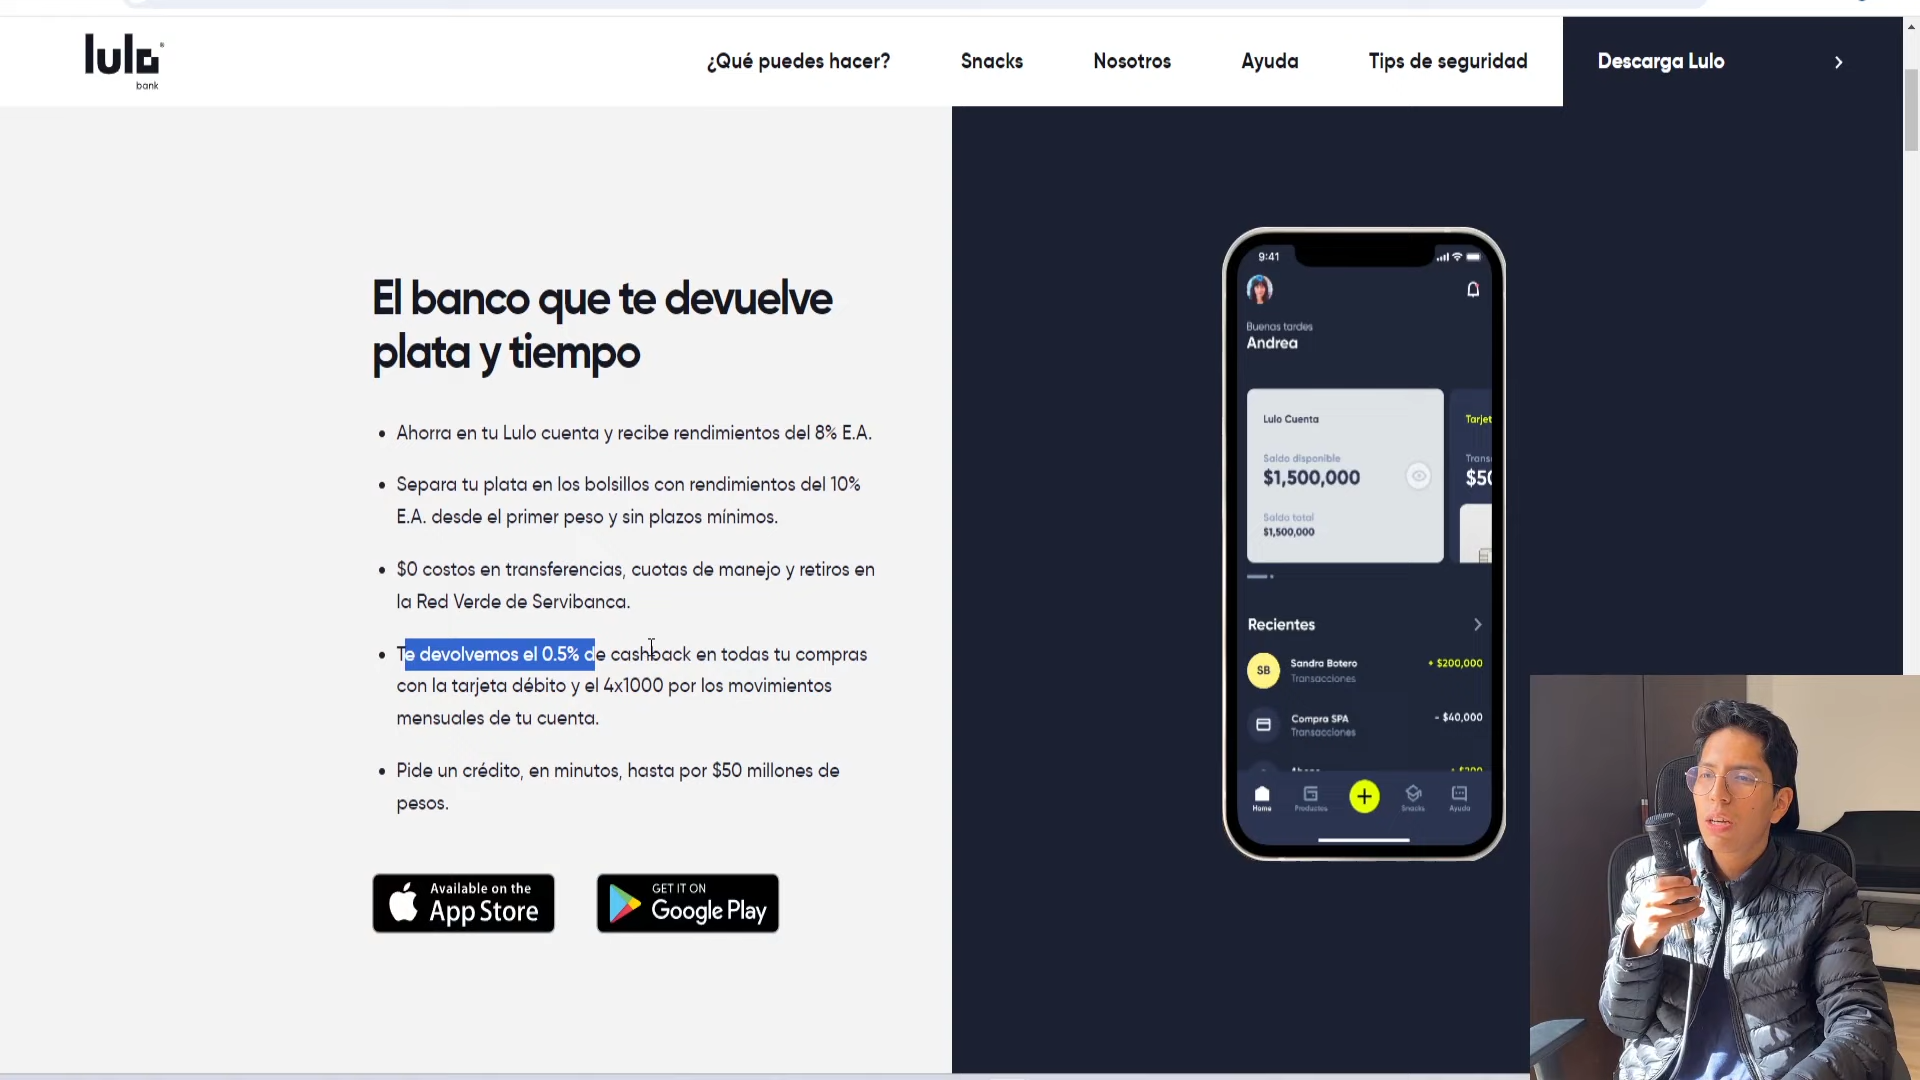 lulo
bank
¿Qué puedes hacer?
Snacks
Nosotros
Ayuda
Tips de seguridad
Descarga Lulo
El banco que te devuelve
plata y tiempo
Ahorra en tu Lulo cuenta y recibe rendimientos del 8% E.A.
Separa tu plata en los bolsillos con rendimientos del 10%
E.A. desde el primer peso y sin plazos mínimos.
$0 costos en transferencias, cuotas de manejo y retiros en
la Red Verde de Servibanca.
Te devolvemos el 0.5% de cashback en todas tu compras
con la tarjeta débito y el 4x1000 por los movimientos
mensuales de tu cuenta.
Pide un crédito, en minutos, hasta por $50 millones de
pesos.
Available on the
App Store
GET IT ON
Google Play
9:41
Buenas tardes
Andrea
Lulo Cuenta
Saldo disponible
$1,500,000
Saldo total
$1,500,000
Tarjet
Trans
$50
Recientes
SB
Sandra Botero
+ $200,000
Transacciones
Compra SPA
- $40,000
Transacciones
Home
Productos
Snacks
Ayuda